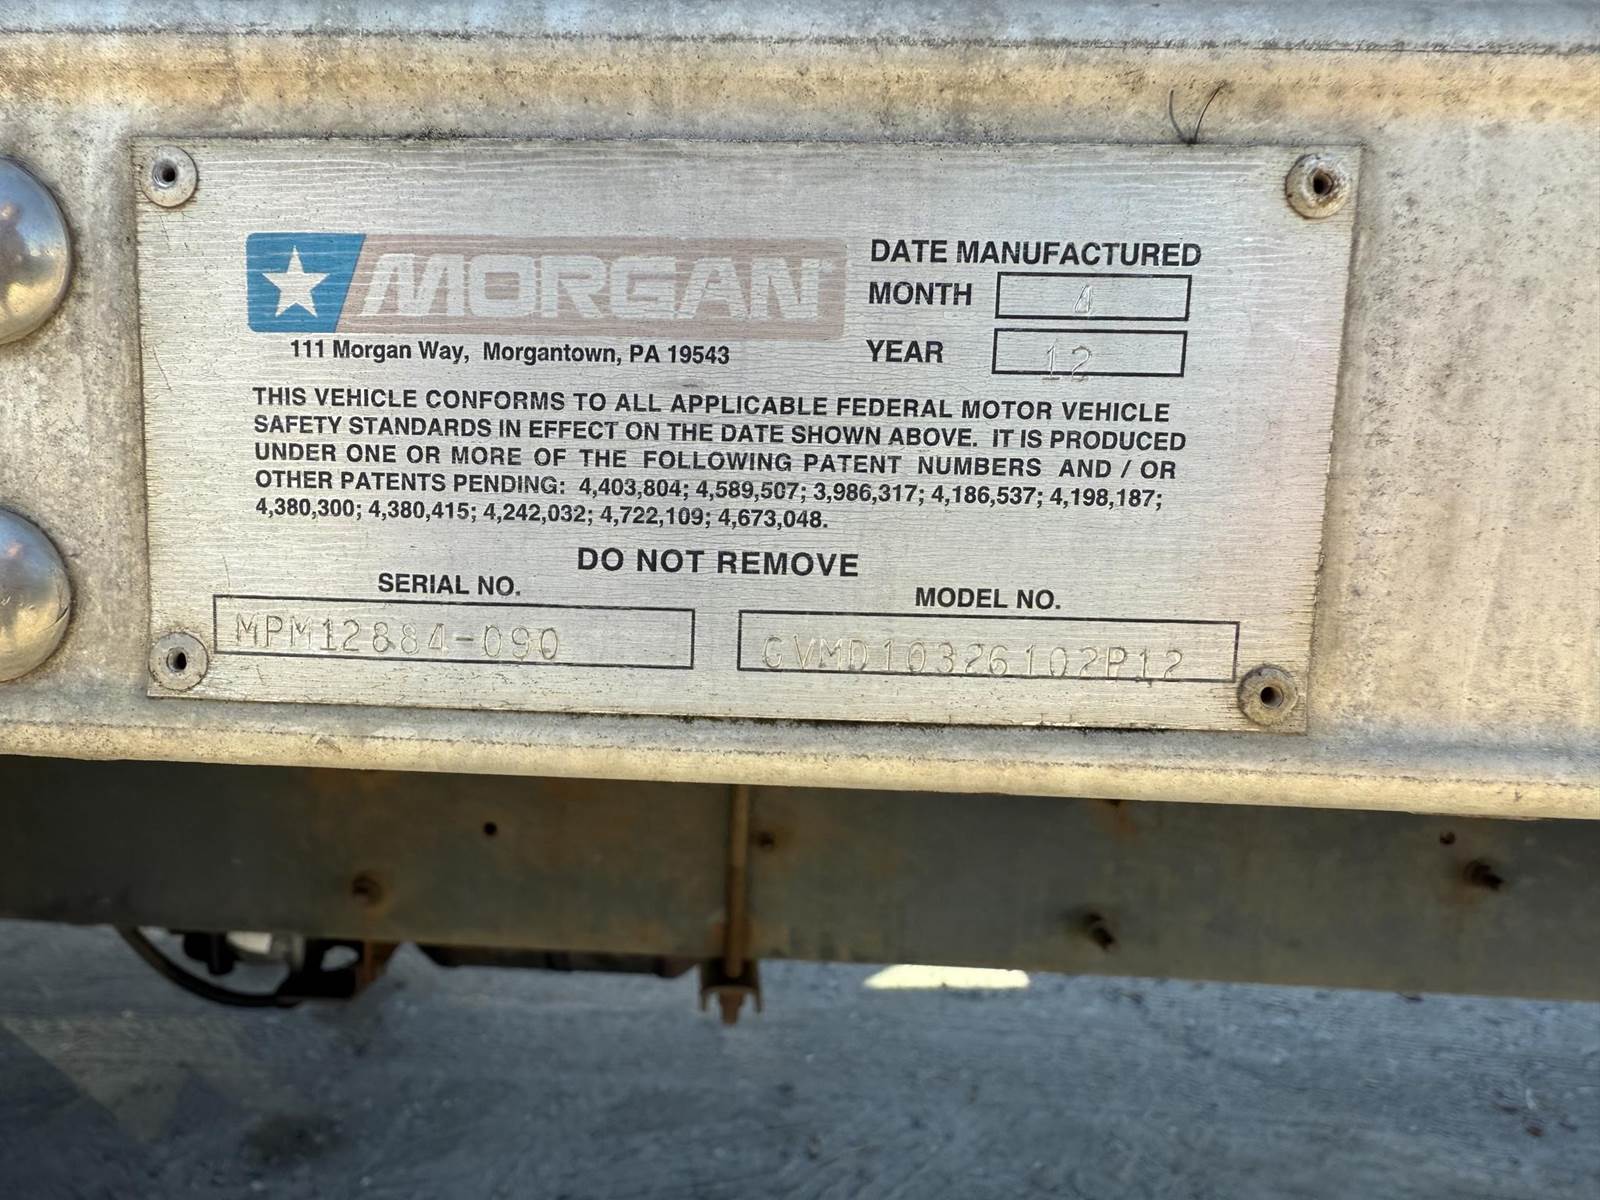 MORGAN
111 Morgan Way, Morgantown, PA 19543
DATE MANUFACTURED
MONTH 4
YEAR 12
THIS VEHICLE CONFORMS TO ALL APPLICABLE FEDERAL MOTOR VEHICLE
SAFETY STANDARDS IN EFFECT ON THE DATE SHOWN ABOVE. IT IS PRODUCED
UNDER ONE OR MORE OF THE FOLLOWING PATENT NUMBERS AND / OR
OTHER PATENTS PENDING: 4,403,804; 4,589,507; 3,986,317; 4,186,537; 4,198,187;
4,380,300; 4,380,415; 4,242,032; 4,722,109; 4,673,048.
DO NOT REMOVE
SERIAL NO.
MPM12884-090
MODEL NO.
GVMD10326102P12